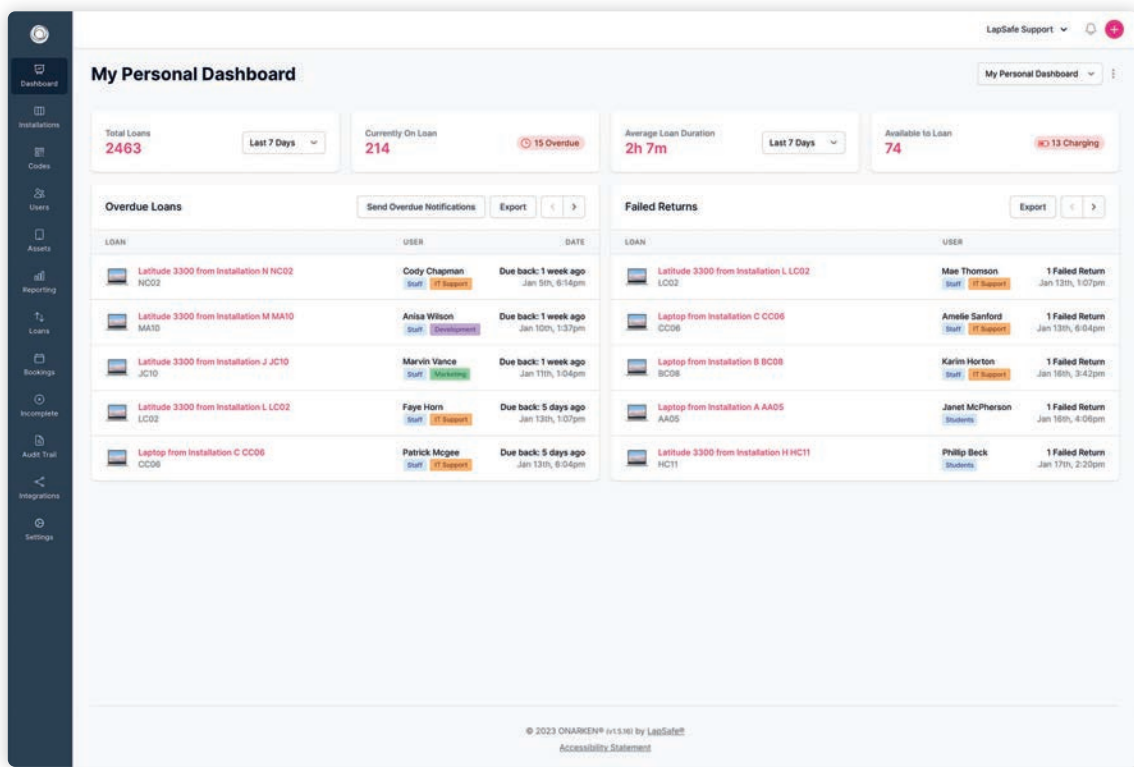 LapSafe Support
Dashboard
Installations
Codes
Users
Assets
Reporting
Loans
Bookings
Incomplete
Audit Trail
Integrations
Settings
My Personal Dashboard
My Personal Dashboard
Total Loans
2463
Last 7 Days
Currently On Loan
214
15 Overdue
Average Loan Duration
2h 7m
Last 7 Days
Available to Loan
74
13 Charging
Overdue Loans
Send Overdue Notifications
Export
LOAN USER DATE
Latitude 3300 from Installation N NC02 Cody Chapman Due back: 1 week ago
NC02 Staff IT Support Jan 5th, 6:14pm
Latitude 3300 from Installation M MA10 Anisa Wilson Due back: 1 week ago
MA10 Staff Development Jan 10th, 1:37pm
Latitude 3300 from Installation J JC10 Marvin Vance Due back: 1 week ago
JC10 Staff Marketing Jan 11th, 1:04pm
Latitude 3300 from Installation L LC02 Faye Horn Due back: 5 days ago
LC02 Staff IT Support Jan 13th, 1:07pm
Laptop from Installation C CC06 Patrick Mcgee Due back: 5 days ago
CC06 Staff IT Support Jan 13th, 6:04pm
Failed Returns
Export
LOAN USER
Latitude 3300 from Installation L LC02 Mae Thomson 1 Failed Return
LC02 Staff IT Support Jan 13th, 1:07pm
Laptop from Installation C CC06 Amelie Sanford 1 Failed Return
CC06 Staff IT Support Jan 13th, 6:04pm
Laptop from Installation B BC08 Karim Horton 1 Failed Return
BC08 Staff IT Support Jan 16th, 3:42pm
Laptop from Installation A AA05 Janet McPherson 1 Failed Return
AA05 Students Jan 16th, 4:06pm
Latitude 3300 from Installation H HC11 Phillip Beck 1 Failed Return
HC11 Students Jan 17th, 2:20pm
© 2023 ONARKEN® (v1.5.16) by LapSafe®
Accessibility Statement